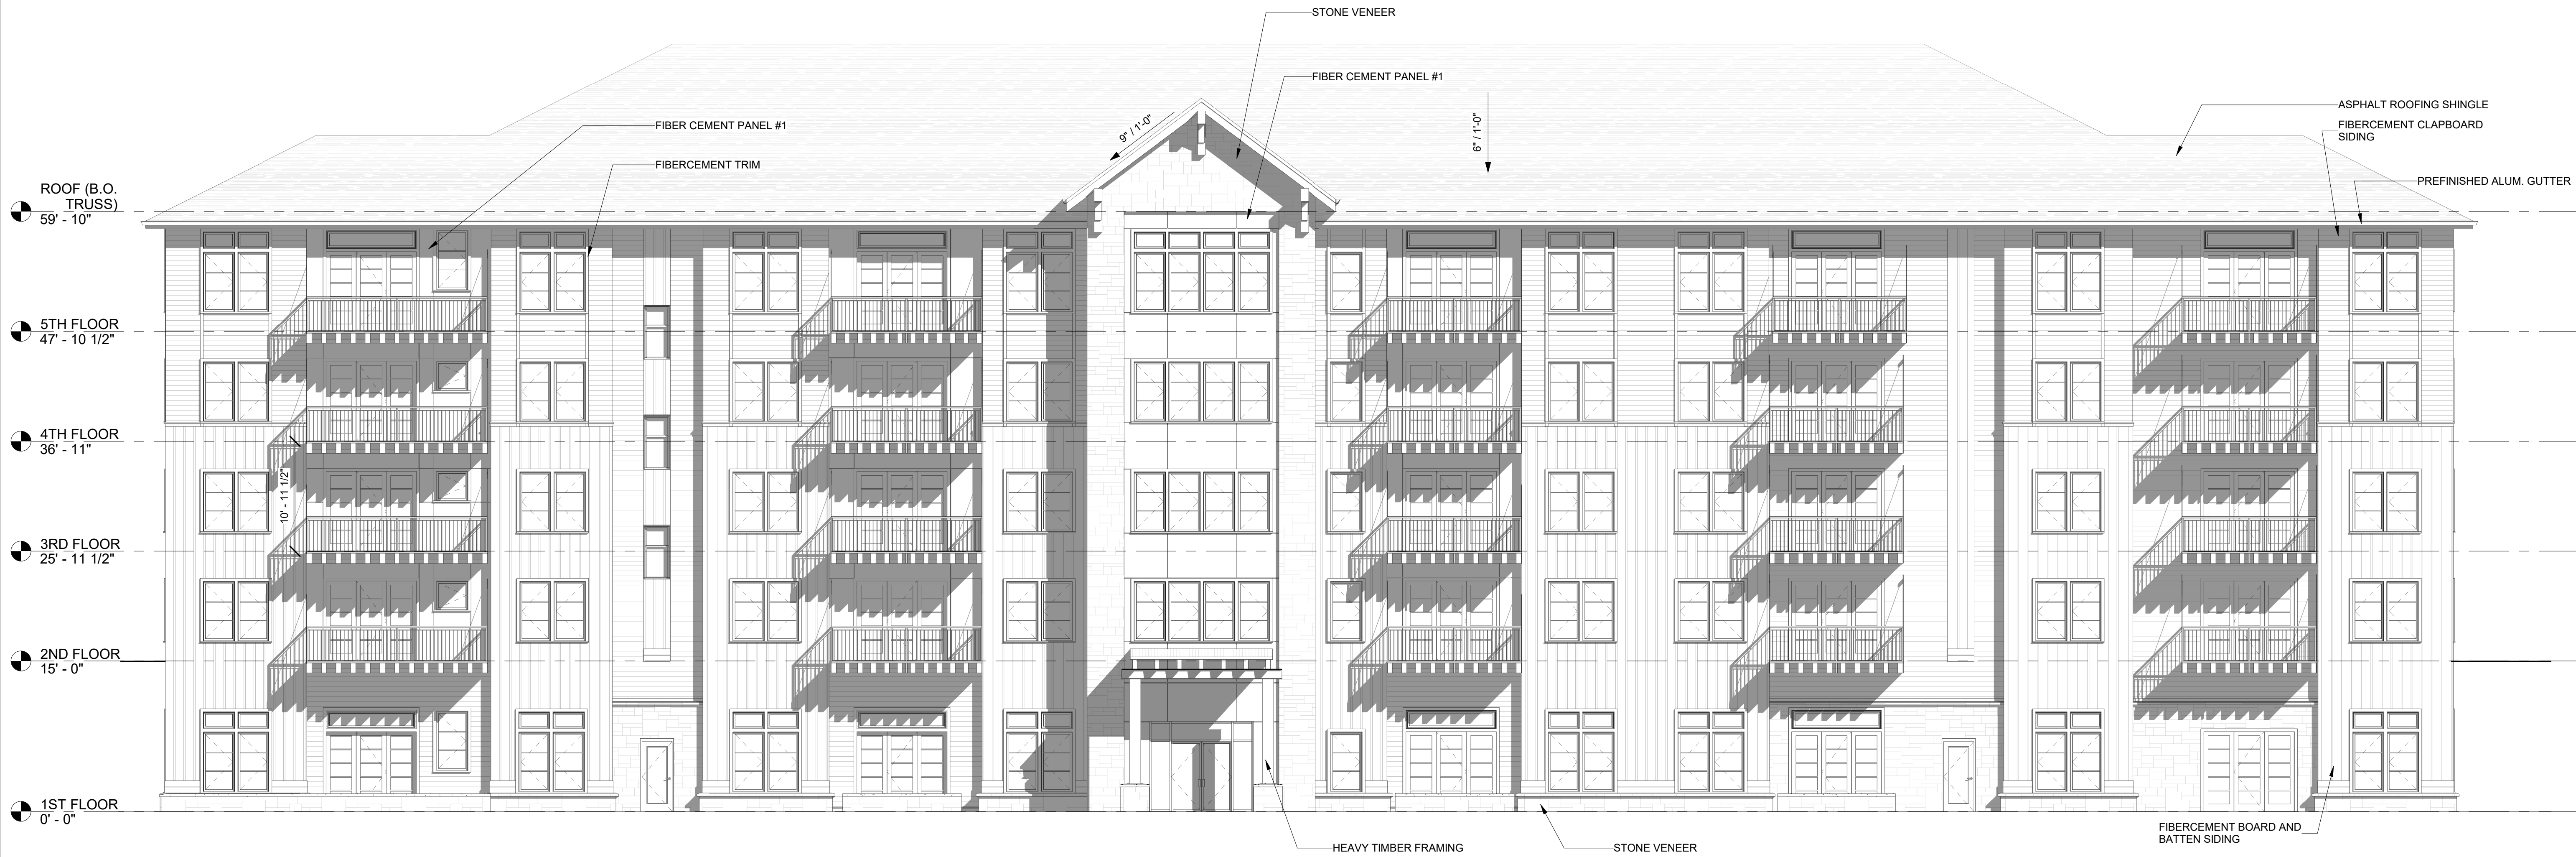 STONE VENEER
FIBER CEMENT PANEL #1
ASPHALT ROOFING SHINGLE
9" / 1'-0"
6" / 1'-0"
FIBER CEMENT PANEL #1
FIBERCEMENT CLAPBOARD
SIDING
FIBERCEMENT TRIM
PREFINISHED ALUM. GUTTER
ROOF (B.O.
TRUSS)
59' - 10"
5TH FLOOR
47' - 10 1/2"
4TH FLOOR
36' - 11"
10' - 11 1/2"
3RD FLOOR
25' - 11 1/2"
2ND FLOOR
15' - 0"
1ST FLOOR
0' - 0"
HEAVY TIMBER FRAMING
STONE VENEER
FIBERCEMENT BOARD AND
BATTEN SIDING